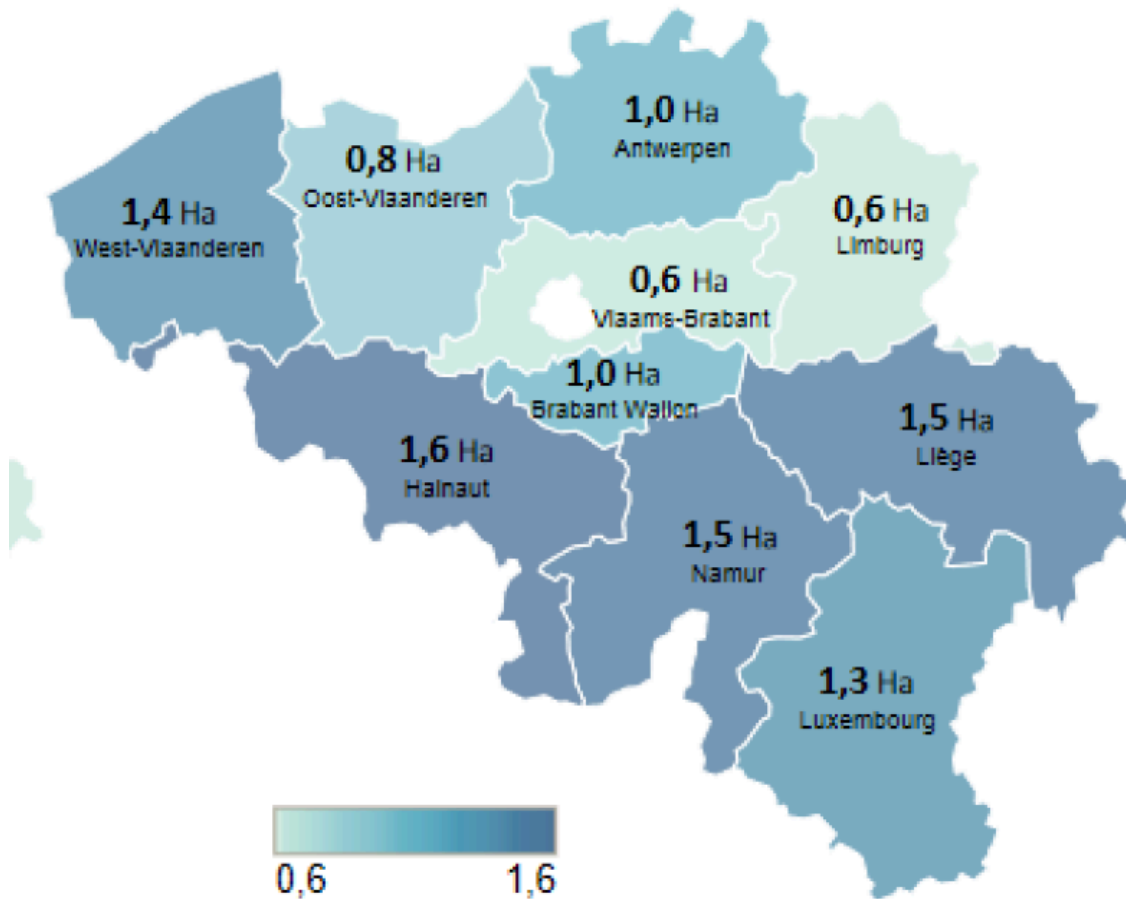 1,0 Ha
Antwerpen
0,8 Ha
Oost-Vlaanderen
1,4 Ha
West-Vlaanderen
0,6 Ha
Limburg
0,6 Ha
Vlaams-Brabant
1,0 Ha
Brabant Wallon
1,6 Ha
Hainaut
1,5 Ha
Liège
1,5 Ha
Namur
1,3 Ha
Luxembourg
0,6 1,6